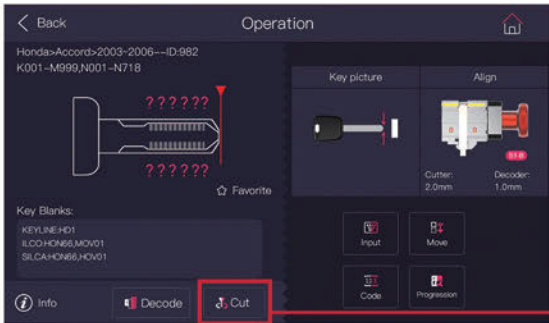 Back
Operation
Honda>Accord>2003~2006--ID:982
K001-M999,N001-N718
??????
??????
Favorite
Key Blanks:
KEYLINE:HD1
ILCO:HON66,MOV01
SILCA:HON66,HOV01
Info
Decode
Cut
Key picture
Align
Cutter:
2.0mm
Decoder:
1.0mm
Input
Move
Code
Progression